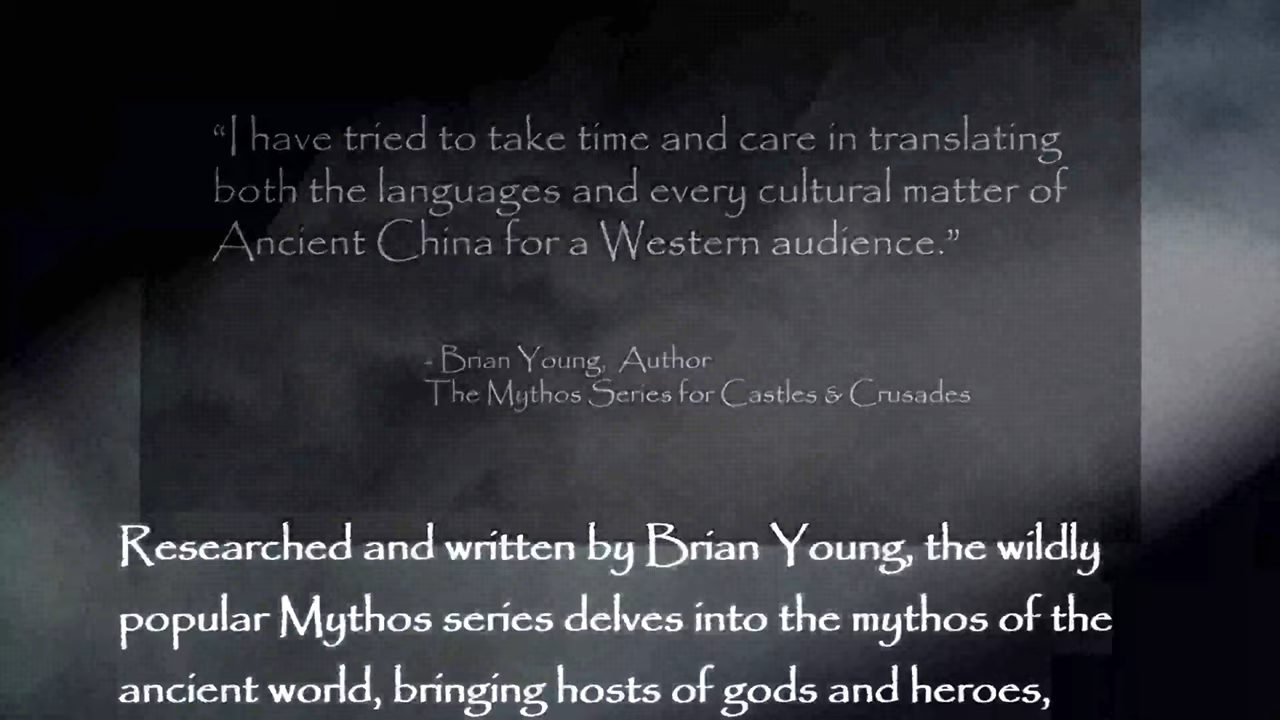 “I have tried to take time and care in translating
both the languages and every cultural matter of
Ancient China for a Western audience.”
- Brian Young, Author
The Mythos Series for Castles & Crusades
Researched and written by Brian Young, the wildly
popular Mythos series delves into the mythos of the
ancient world, bringing hosts of gods and heroes,